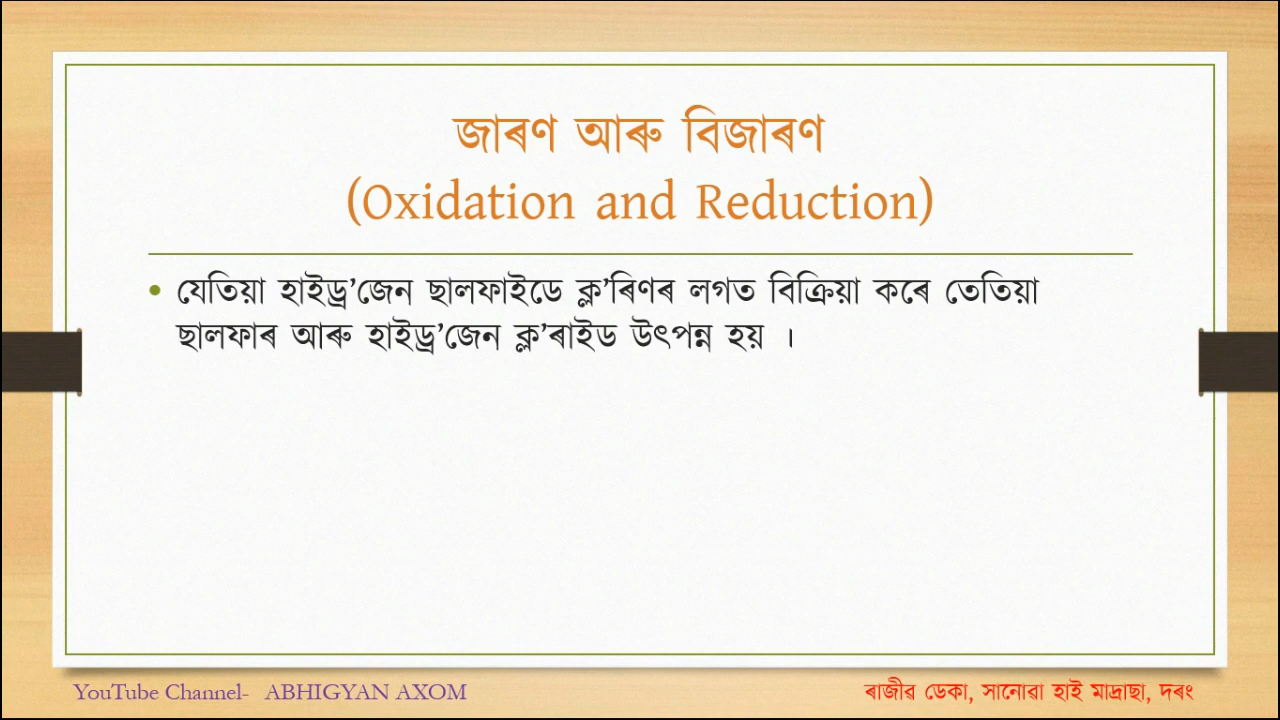 জাৰণ আৰু বিজাৰণ
(Oxidation and Reduction)
• যেতিয়া হাইড্ৰ’জেন ছালফাইডে ক্ল’ৰিণৰ লগত বিক্ৰিয়া কৰে তেতিয়া
ছালফাৰ আৰু হাইড্ৰ’জেন ক্ল’ৰাইড উৎপন্ন হয় ।
YouTube Channel- ABHIGYAN AXOM
ৰাজীৱ ডেকা, সানোৱা হাই মাদ্ৰাছা, দৰং